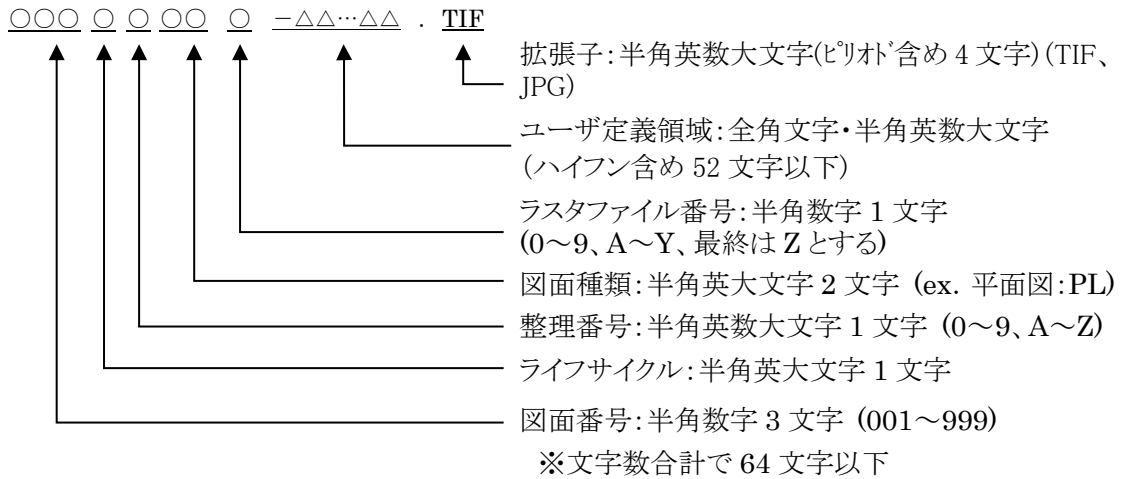 ○○○ ○ ○ ○○ ○ －△△…△△ . TIF
拡張子：半角英数大文字(ﾋﾟﾘｵﾄﾞ含め 4 文字) (TIF、
JPG)
ユーザ定義領域：全角文字・半角英数大文字
（ハイフン含め 52 文字以下）
ラスタファイル番号：半角数字 1 文字
(0～9、A～Y、最終は Z とする)
図面種類：半角英大文字 2 文字 (ex. 平面図：PL)
整理番号：半角英数大文字 1 文字 (0～9、A～Z)
ライフサイクル：半角英大文字 1 文字
図面番号：半角数字 3 文字 (001～999)
※文字数合計で 64 文字以下